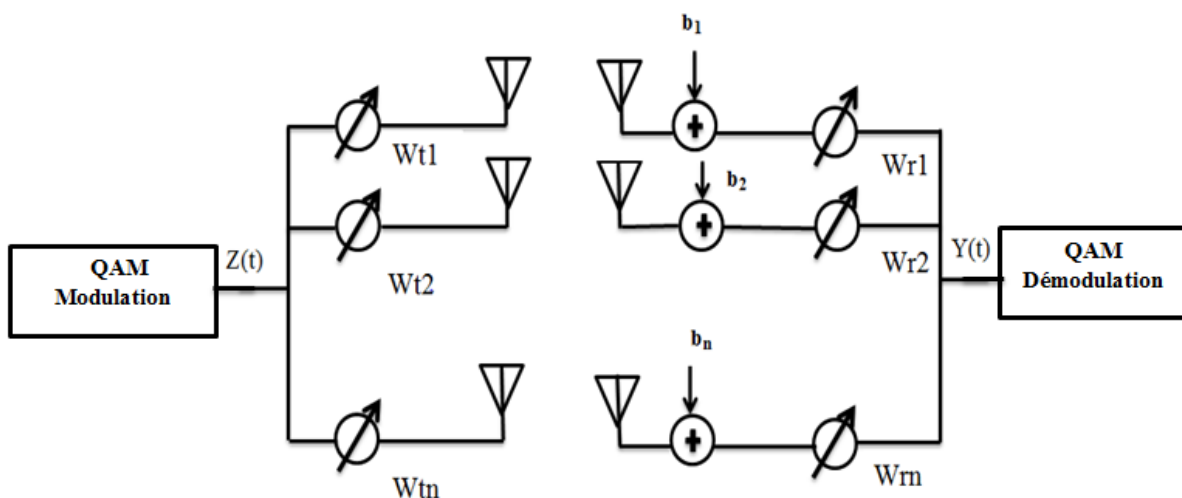 b1
Wt1
Wr1
b2
QAM
Modulation
Z(t)
Wt2
Wr2
Y(t)
QAM
Démodulation
bn
Wtn
Wrn